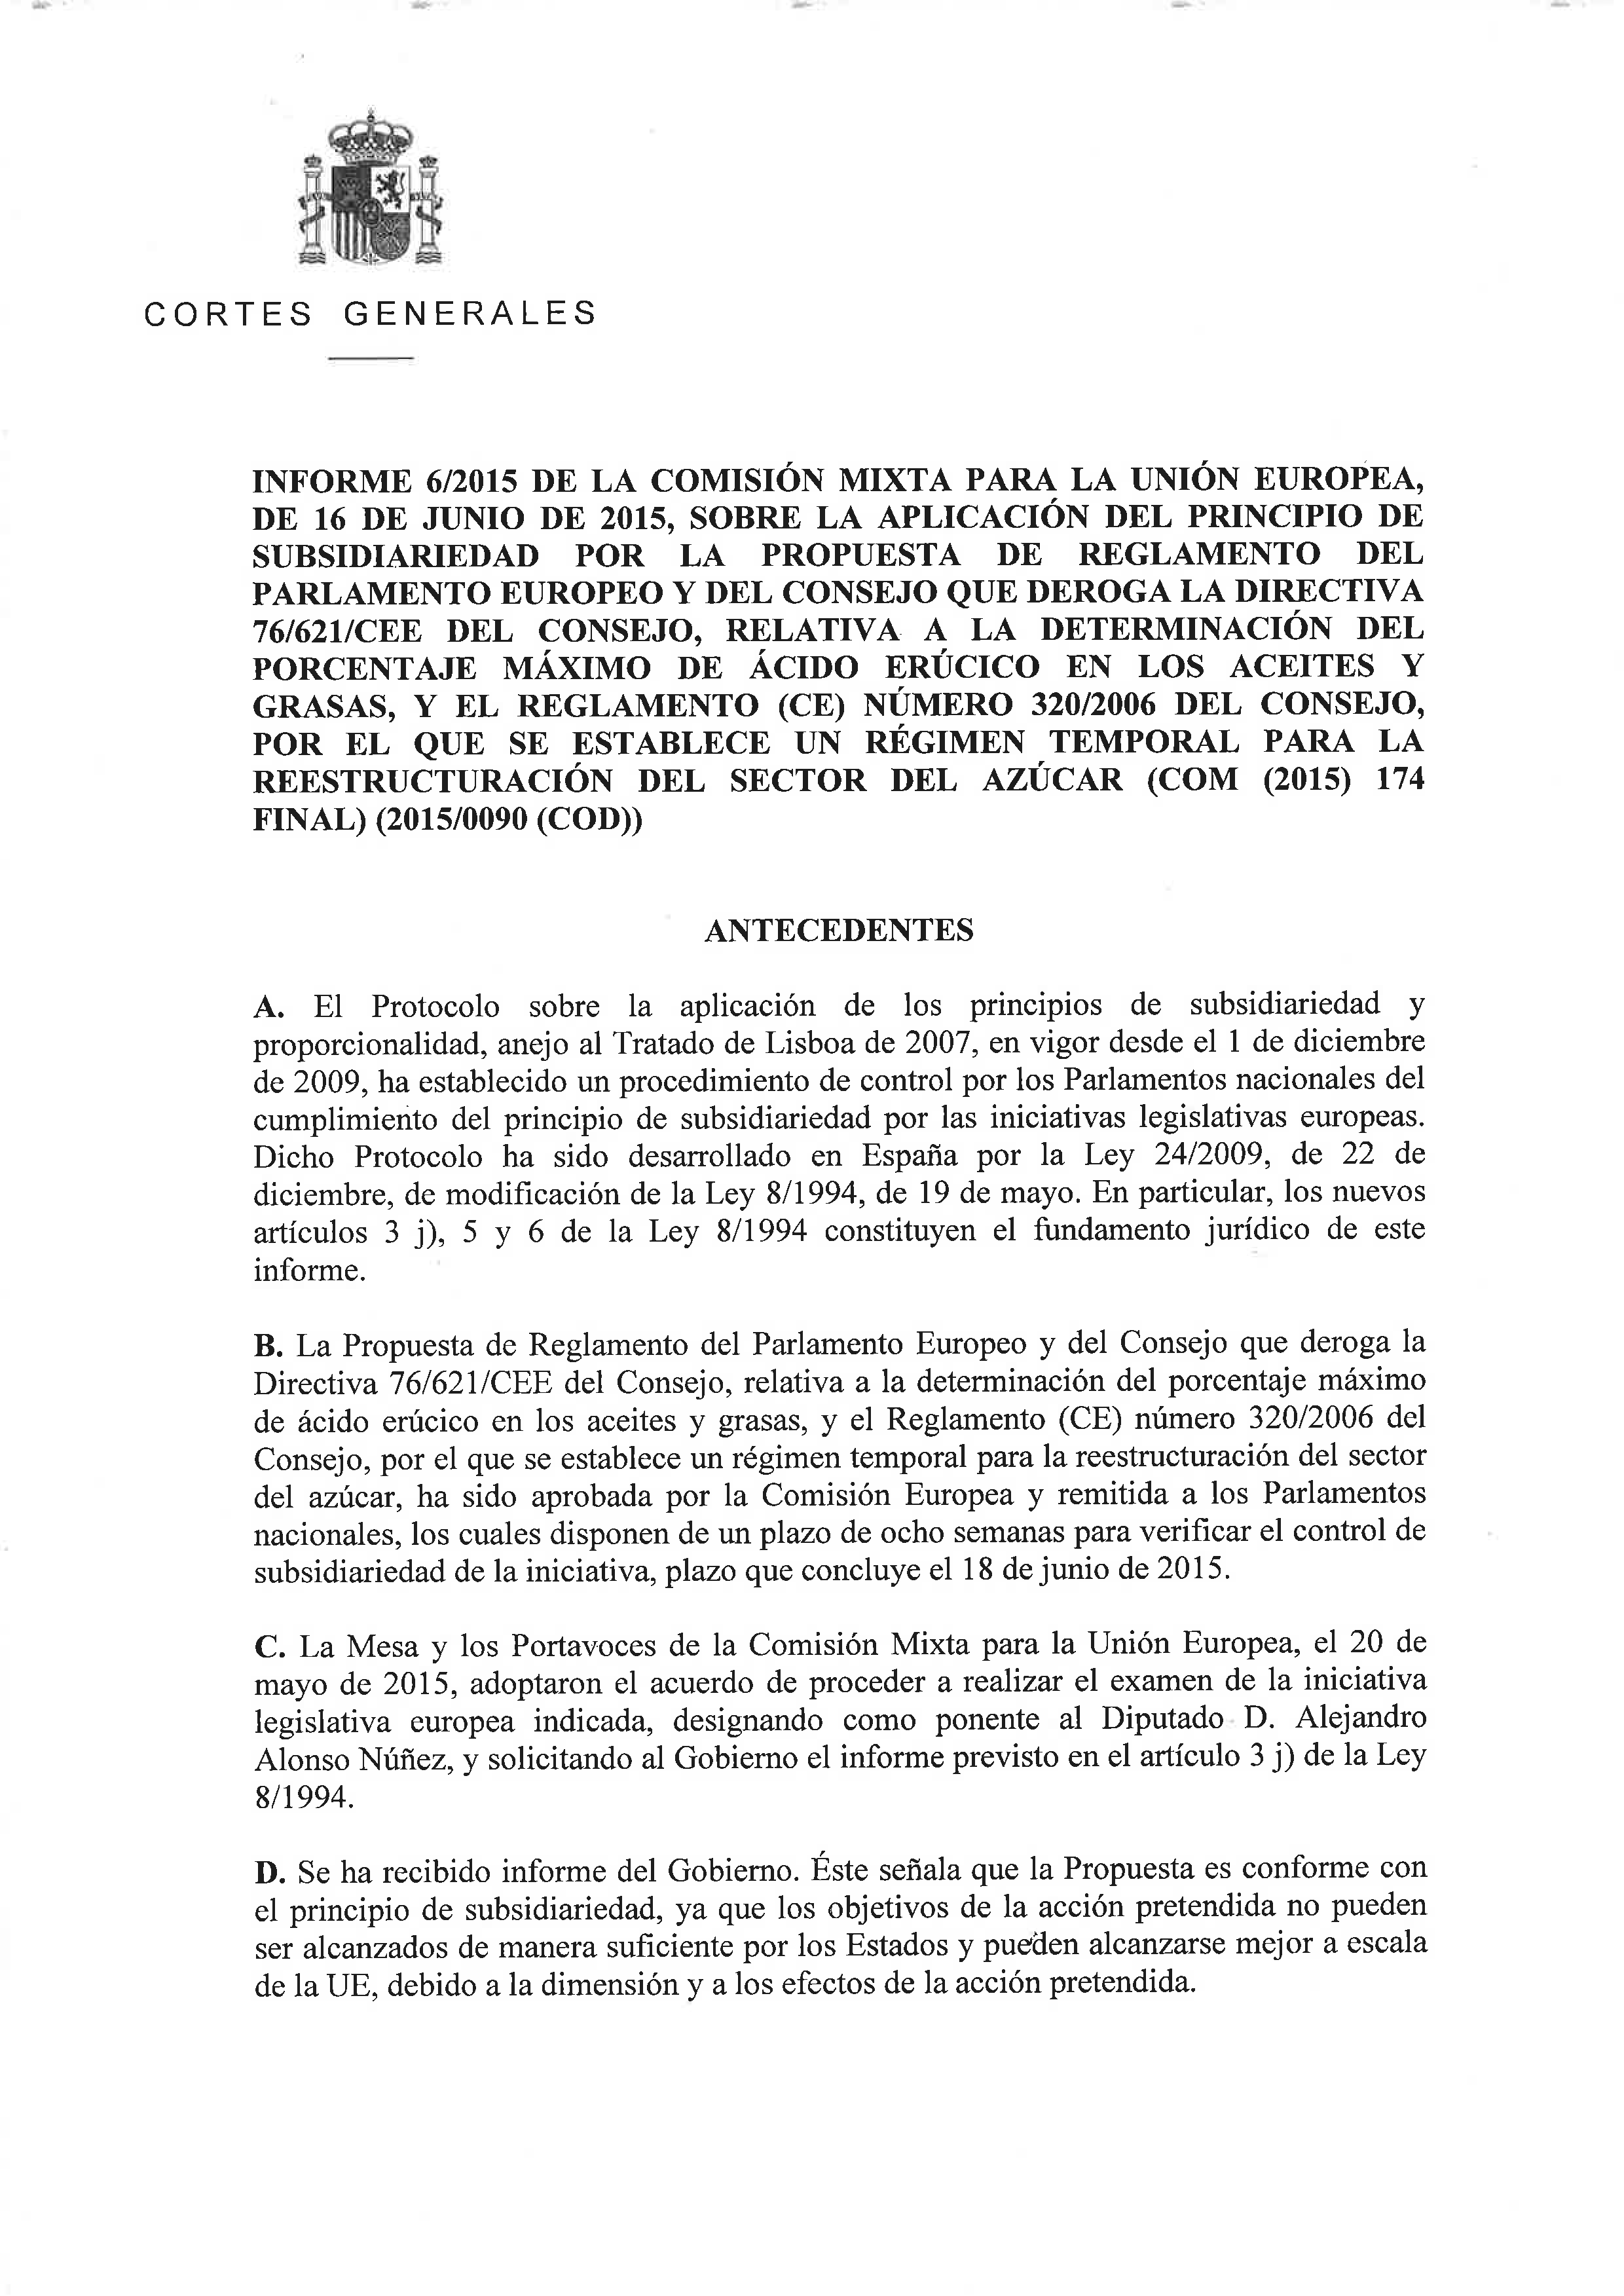 CORTES GENERALES
INFORME 6/2015 DE LA COMISIÓN MIXTA PARA LA UNIÓN EUROPEA,
DE 16 DE JUNIO DE 2015, SOBRE LA APLICACIÓN DEL PRINCIPIO DE
SUBSIDIARIEDAD POR LA PROPUESTA DE REGLAMENTO DEL
PARLAMENTO EUROPEO Y DEL CONSEJO QUE DEROGA LA DIRECTIVA
76/621/CEE DEL CONSEJO, RELATIVA A LA DETERMINACIÓN DEL
PORCENTAJE MÁXIMO DE ÁCIDO ERÚCICO EN LOS ACEITES Y
GRASAS, Y EL REGLAMENTO (CE) NÚMERO 320/2006 DEL CONSEJO,
POR EL QUE SE ESTABLECE UN RÉGIMEN TEMPORAL PARA LA
REESTRUCTURACIÓN DEL SECTOR DEL AZÚCAR (COM (2015) 174
FINAL) (2015/0090 (COD))
ANTECEDENTES
A. El Protocolo sobre la aplicación de los principios de subsidiariedad y
proporcionalidad, anejo al Tratado de Lisboa de 2007, en vigor desde el 1 de diciembre
de 2009, ha establecido un procedimiento de control por los Parlamentos nacionales del
cumplimiento del principio de subsidiariedad por las iniciativas legislativas europeas.
Dicho Protocolo ha sido desarrollado en España por la Ley 24/2009, de 22 de
diciembre, de modificación de la Ley 8/1994, de 19 de mayo. En particular, los nuevos
artículos 3 j), 5 y 6 de la Ley 8/1994 constituyen el fundamento jurídico de este
informe.
B. La Propuesta de Reglamento del Parlamento Europeo y del Consejo que deroga la
Directiva 76/621/CEE del Consejo, relativa a la determinación del porcentaje máximo
de ácido erúcico en los aceites y grasas, y el Reglamento (CE) número 320/2006 del
Consejo, por el que se establece un régimen temporal para la reestructuración del sector
del azúcar, ha sido aprobada por la Comisión Europea y remitida a los Parlamentos
nacionales, los cuales disponen de un plazo de ocho semanas para verificar el control de
subsidiariedad de la iniciativa, plazo que concluye el 18 de junio de 2015.
C. La Mesa y los Portavoces de la Comisión Mixta para la Unión Europea, el 20 de
mayo de 2015, adoptaron el acuerdo de proceder a realizar el examen de la iniciativa
legislativa europea indicada, designando como ponente al Diputado D. Alejandro
Alonso Núñez, y solicitando al Gobierno el informe previsto en el artículo 3 j) de la Ley
8/1994.
D. Se ha recibido informe del Gobierno. Éste señala que la Propuesta es conforme con
el principio de subsidiariedad, ya que los objetivos de la acción pretendida no pueden
ser alcanzados de manera suficiente por los Estados y pueden alcanzarse mejor a escala
de la UE, debido a la dimensión y a los efectos de la acción pretendida.